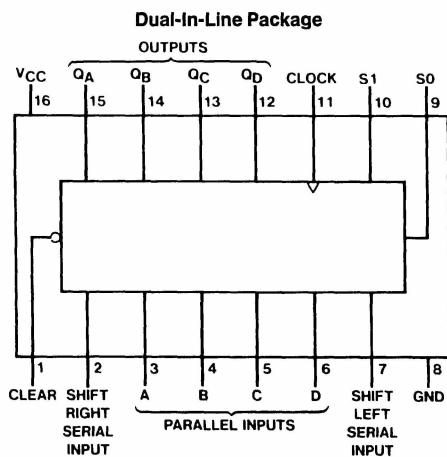 Dual-In-Line Package
OUTPUTS
VCC QA QB QC QD CLOCK S1 S0
16 15 14 13 12 11 10 9
1 2 3 4 5 6 7 8
CLEAR SHIFT A B C D SHIFT GND
RIGHT LEFT
SERIAL PARALLEL INPUTS SERIAL
INPUT INPUT